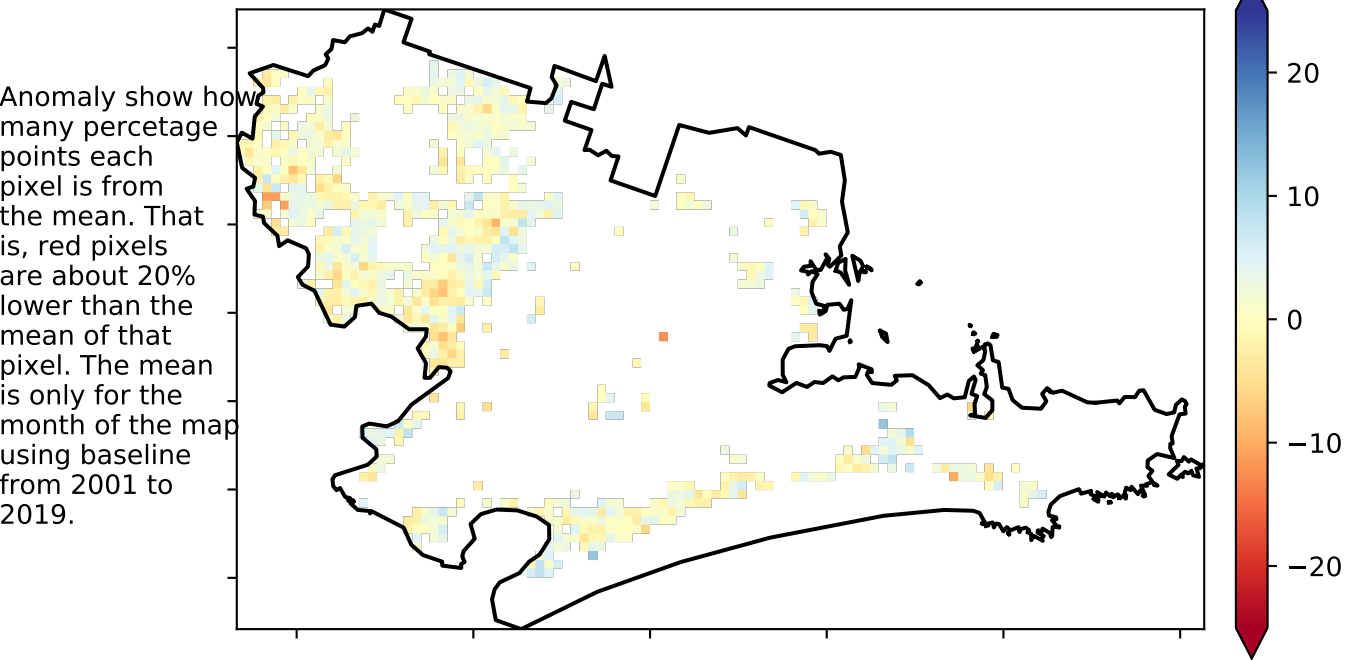 Anomaly show how
many percetage
points each
pixel is from
the mean. That
is, red pixels
are about 20%
lower than the
mean of that
pixel. The mean
is only for the
month of the map
using baseline
from 2001 to
2019.
20
10
0
−10
−20